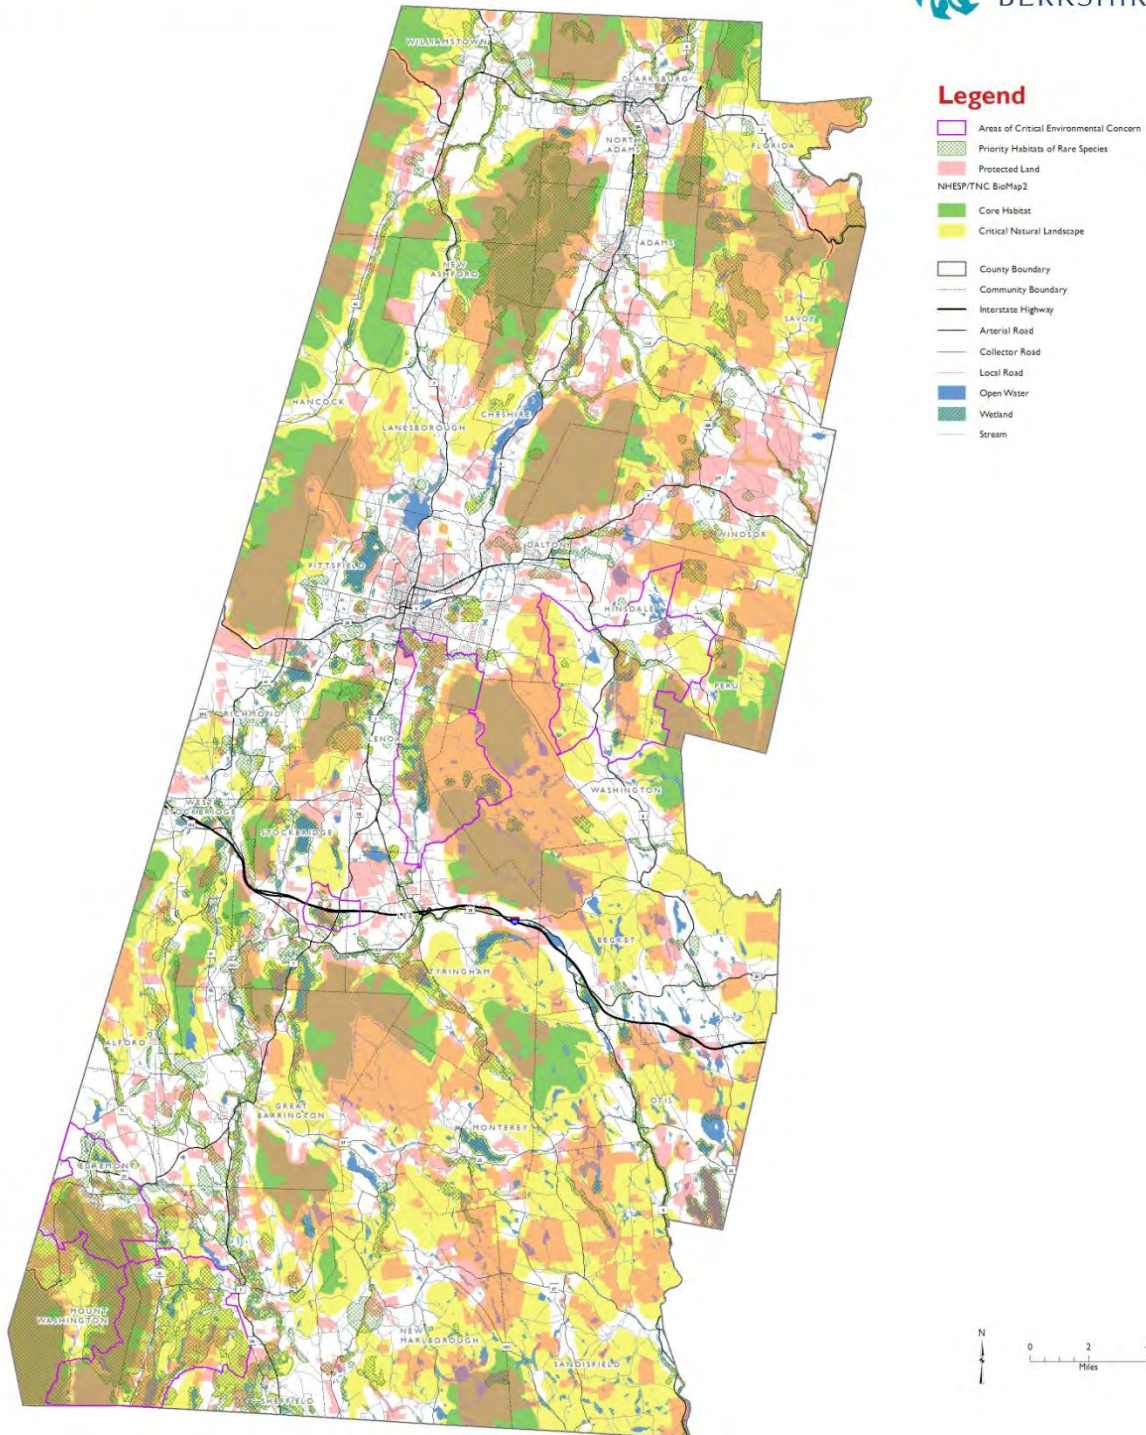 BERKSHIR
Legend
Areas of Critical Environmental Concern
Priority Habitats of Rare Species
Protected Land
NHESP/TNC BioMap2
Core Habitat
Critical Natural Landscape
County Boundary
Community Boundary
Interstate Highway
Arterial Road
Collector Road
Local Road
Open Water
Wetland
Stream
WILLIAMSTOWN
CLARKSBURG
NORTH
ADAMS
FLORIDA
ADAMS
NEW
ASHFORD
SAVOY
HANCOCK
CHESHIRE
LANESBOROUGH
WINDSOR
DALTON
PITTSFIELD
HINSDALE
PERU
RICHMOND
LENOX
WASHINGTON
WEST
STOCKBRIDGE
STOCKBRIDGE
LEE
BECKET
TYRINGHAM
ALFORD
OTIS
GREAT
BARRINGTON
MONTEREY
EGREMONT
MOUNT
WASHINGTON
NEW
MARLBOROUGH
SANDISFIELD
SHEFFIELD
N
0 2
Miles